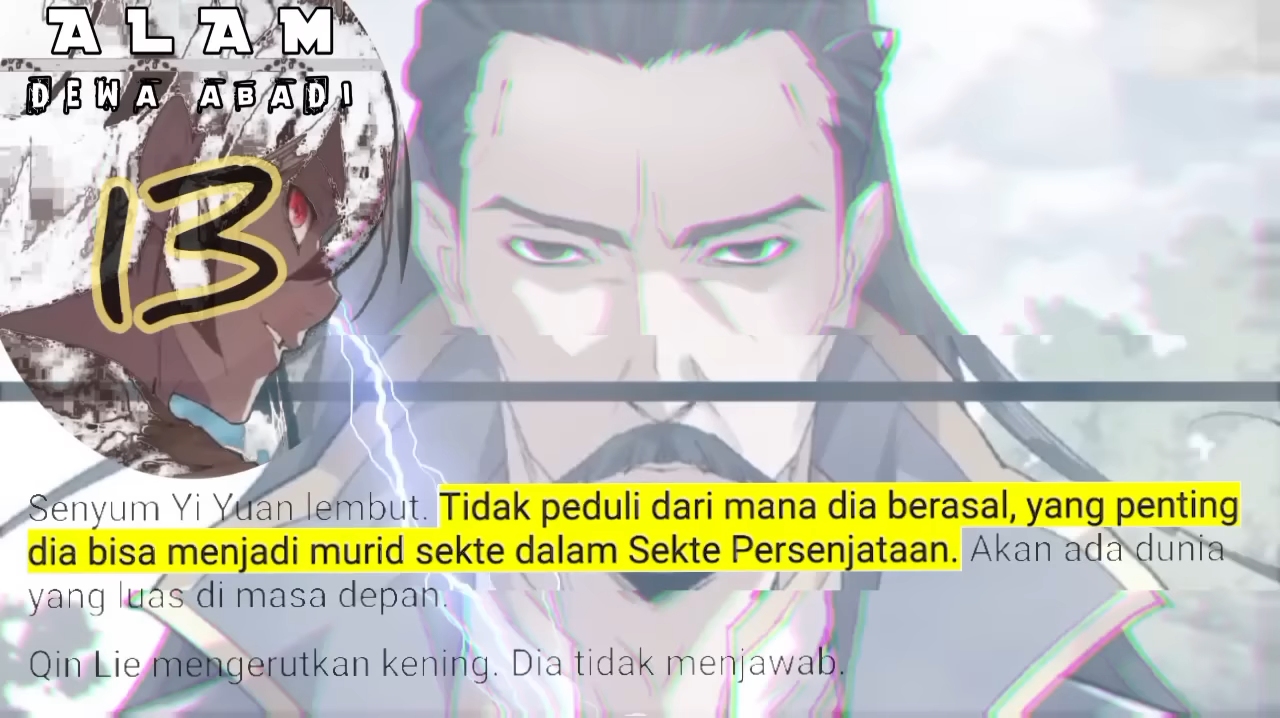 ALAM
DEWA ABADI
13
Senyum Yi Yuan lembut. Tidak peduli dari mana dia berasal, yang penting
dia bisa menjadi murid sekte dalam Sekte Persenjataan. Akan ada dunia
yang luas di masa depan.
Qin Lie mengerutkan kening. Dia tidak menjawab.